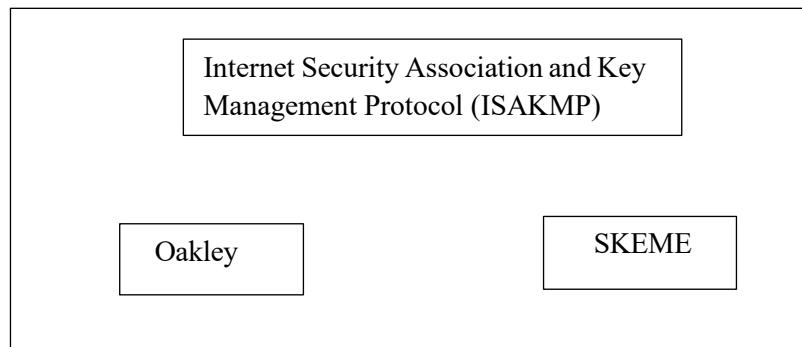 Internet Security Association and Key
Management Protocol (ISAKMP)
Oakley
SKEME